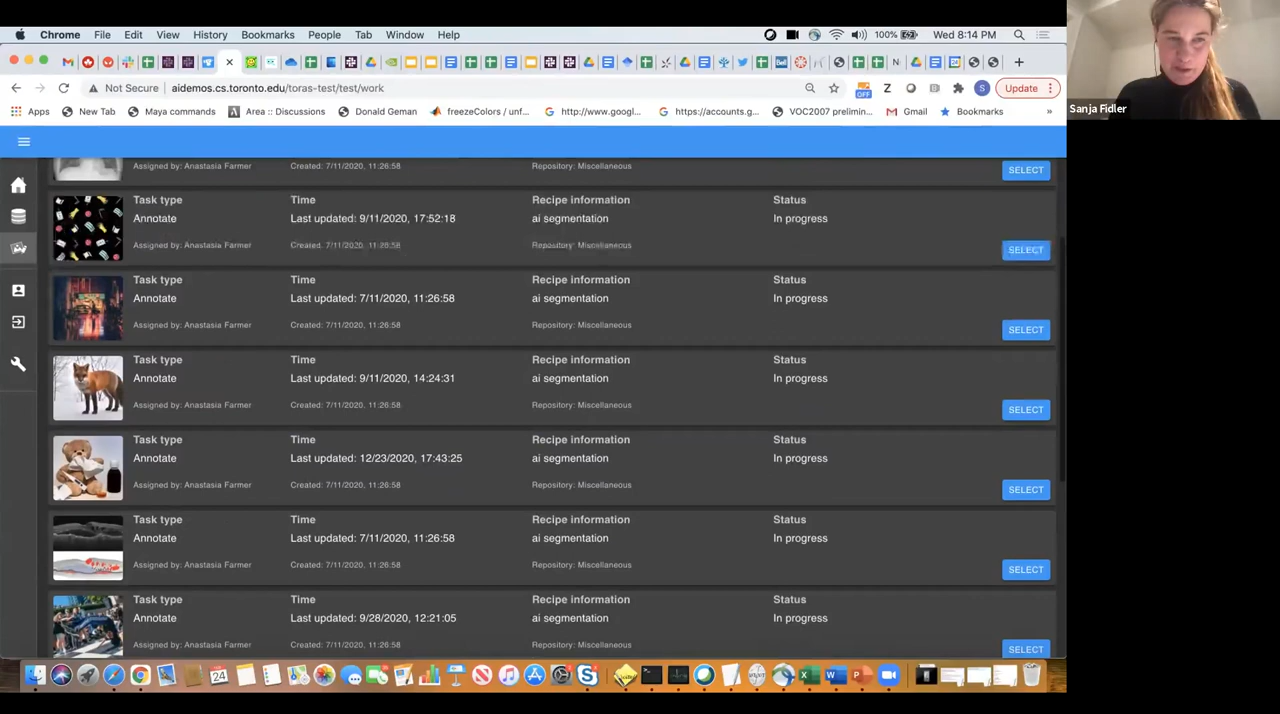 Chrome File Edit View History Bookmarks People Tab Window Help 100% Wed 8:14 PM
Not Secure aidemos.cs.toronto.edu/toras-test/test/work OFF Z S Update
Apps New Tab Maya commands Area :: Discussions Donald Geman freezeColors / unf... http://www.googl... https://accounts.g... VOC2007 prelimin... Gmail Bookmarks »
Sanja Fidler
Assigned by: Anastasia Farmer Created: 7/11/2020, 11:26:58 Repository: Miscellaneous SELECT
Task type Time Recipe information Status
Annotate Last updated: 9/11/2020, 17:52:18 ai segmentation In progress
Assigned by: Anastasia Farmer Created: 7/11/2020, 11:26:58 Repository: Miscellaneous SELECT
Task type Time Recipe information Status
Annotate Last updated: 7/11/2020, 11:26:58 ai segmentation In progress
Assigned by: Anastasia Farmer Created: 7/11/2020, 11:26:58 Repository: Miscellaneous SELECT
Task type Time Recipe information Status
Annotate Last updated: 9/11/2020, 14:24:31 ai segmentation In progress
Assigned by: Anastasia Farmer Created: 7/11/2020, 11:26:58 Repository: Miscellaneous SELECT
Task type Time Recipe information Status
Annotate Last updated: 12/23/2020, 17:43:25 ai segmentation In progress
Assigned by: Anastasia Farmer Created: 7/11/2020, 11:26:58 Repository: Miscellaneous SELECT
Task type Time Recipe information Status
Annotate Last updated: 7/11/2020, 11:26:58 ai segmentation In progress
Assigned by: Anastasia Farmer Created: 7/11/2020, 11:26:58 Repository: Miscellaneous SELECT
Task type Time Recipe information Status
Annotate Last updated: 9/28/2020, 12:21:05 ai segmentation In progress
Assigned by: Anastasia Farmer Created: 7/11/2020, 11:26:58 Repository: Miscellaneous SELECT